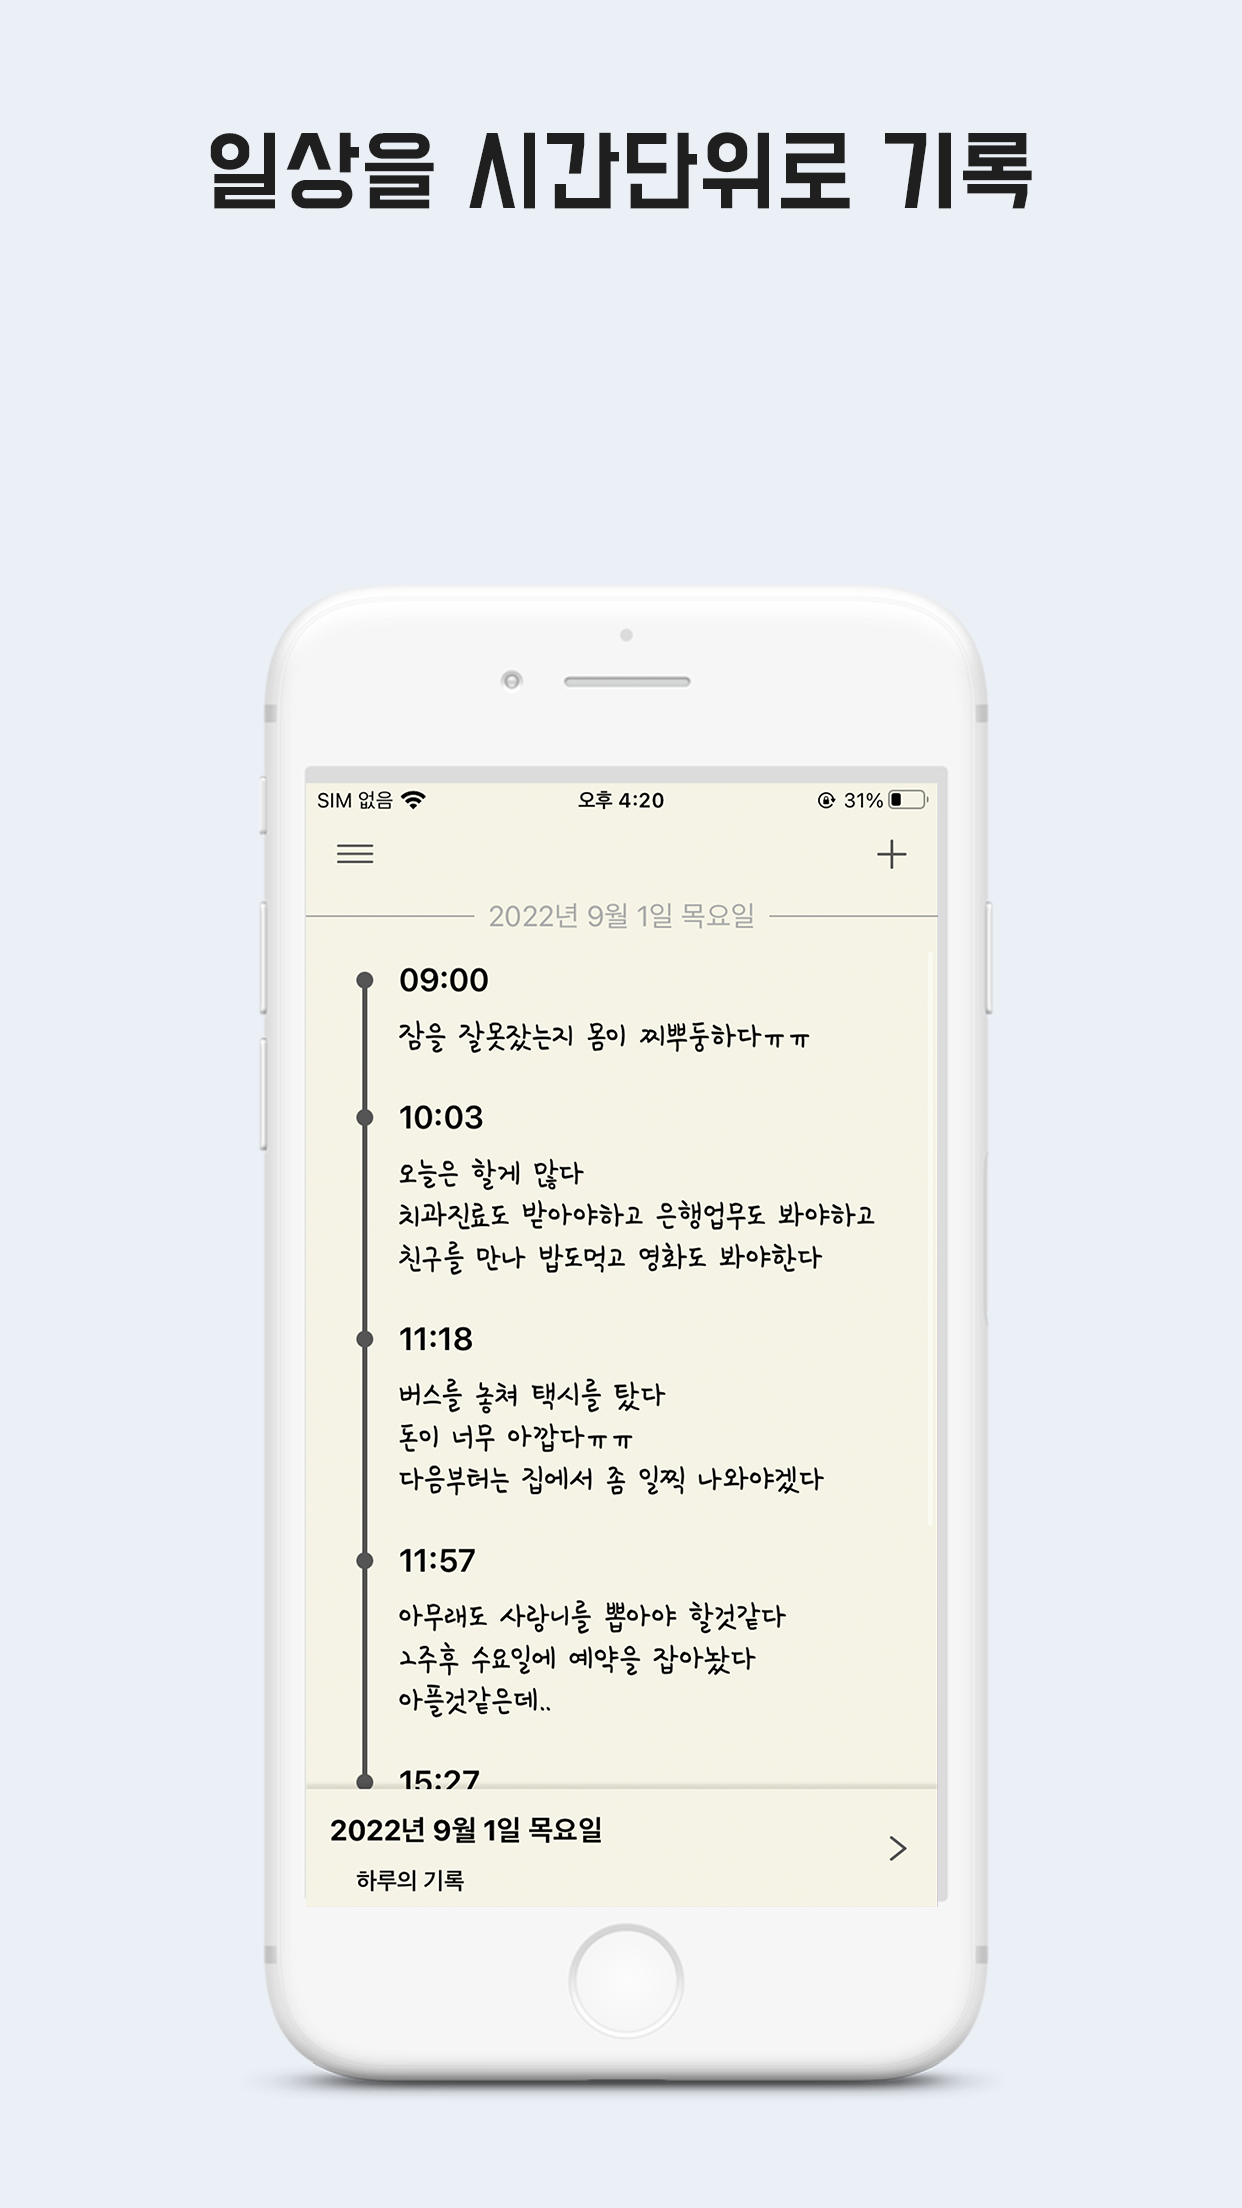 일상을 시간단위로 기록
SIM 없음 오후 4:20 31%
2022년 9월 1일 목요일
09:00
잠을 잘못잤는지 몸이 찌뿌둥하다ㅠㅠ
10:03
오늘은 할게 많다
치과진료도 받아야하고 은행업무도 봐야하고
친구를 만나 밥도먹고 영화도 봐야한다
11:18
버스를 놓쳐 택시를 탔다
돈이 너무 아깝다ㅠㅠ
다음부터는 집에서 좀 일찍 나와야겠다
11:57
아무래도 사랑니를 뽑아야 할것같다
2주후 수요일에 예약을 잡아놨다
아플것같은데..
15:27
2022년 9월 1일 목요일
하루의 기록